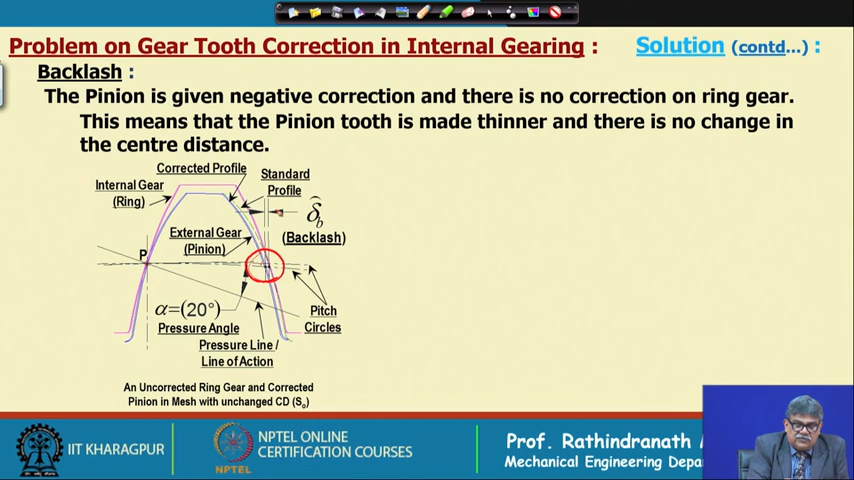 Problem on Gear Tooth Correction in Internal Gearing : Solution (contd...) :
Backlash :
The Pinion is given negative correction and there is no correction on ring gear.
This means that the Pinion tooth is made thinner and there is no change in
the centre distance.
Corrected Profile
Standard
Profile
Internal Gear
(Ring)
δ̂b
(Backlash)
External Gear
(Pinion)
P
α=(20°)
Pressure Angle
Pitch
Circles
Pressure Line /
Line of Action
An Uncorrected Ring Gear and Corrected
Pinion in Mesh with unchanged CD (S₀)
IIT KHARAGPUR
NPTEL
NPTEL ONLINE
CERTIFICATION COURSES
Prof. Rathindranath
Mechanical Engineering